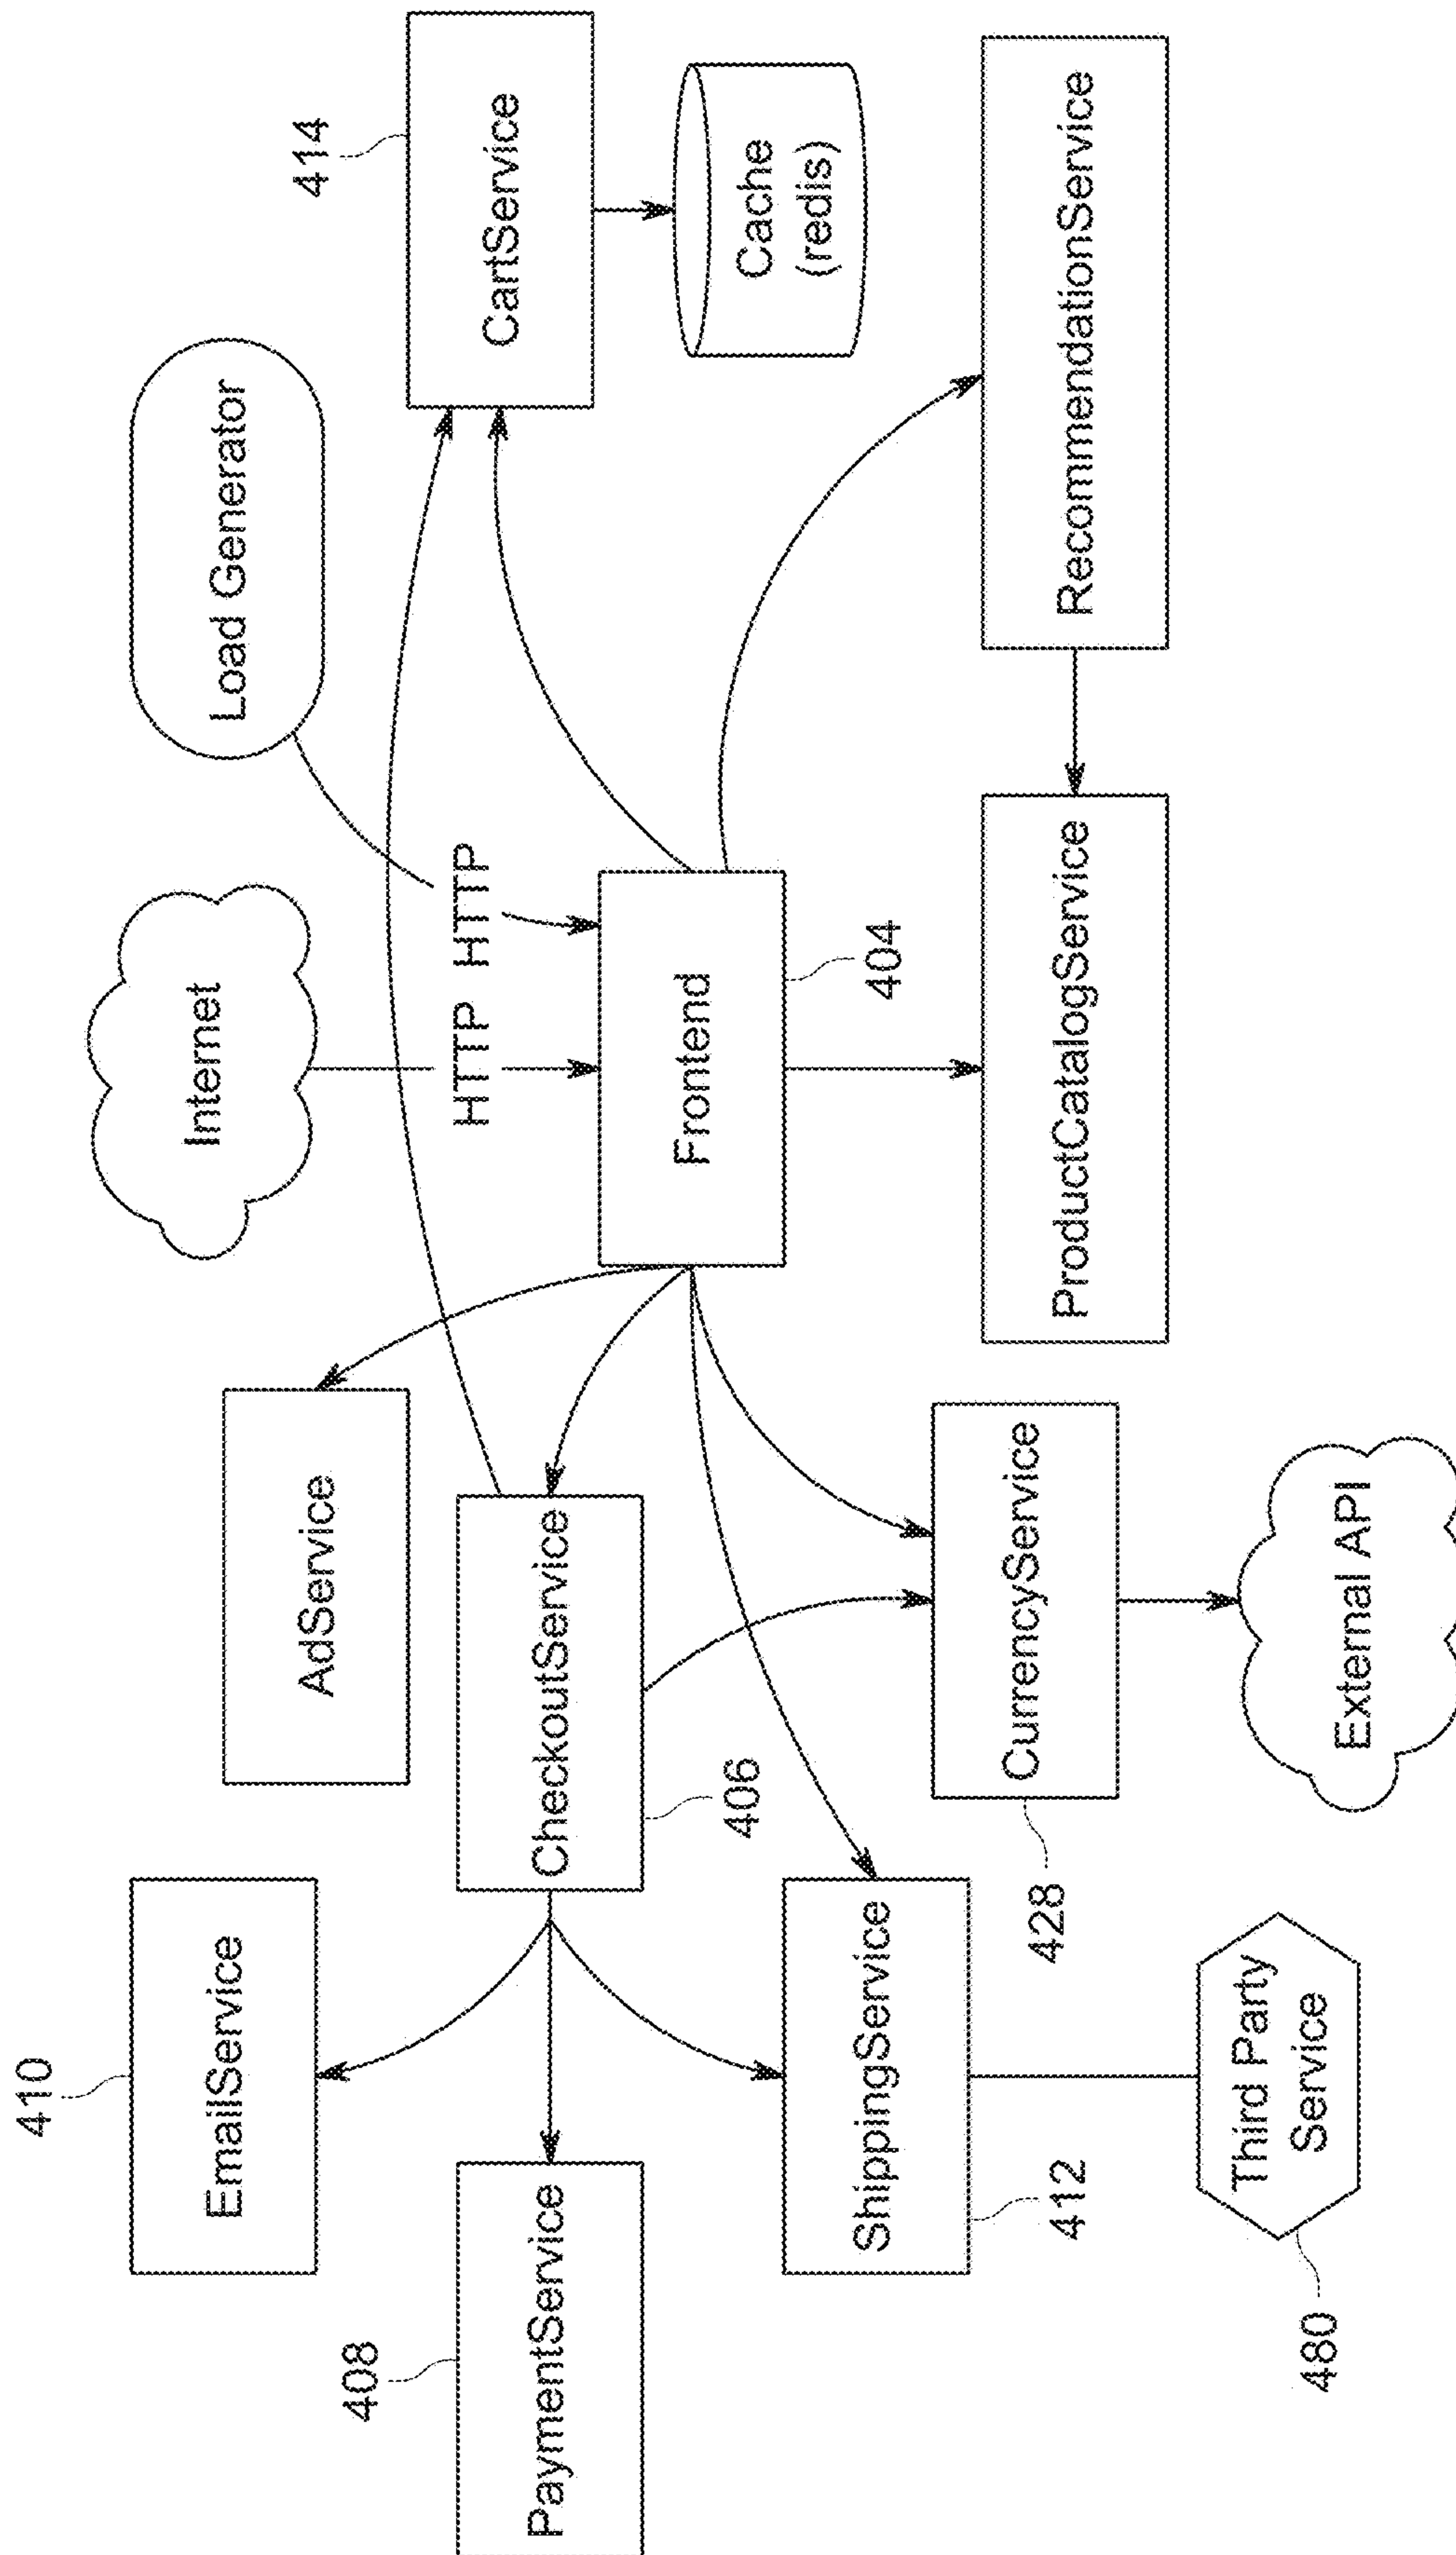 410
EmailService
408
PaymentService
AdService
CheckoutService
406
ShippingService
412
Third Party
Service
480
CurrencyService
428
External API
Internet
HTTP
HTTP
Load Generator
Frontend
404
414
CartService
Cache
(redis)
ProductCatalogService
RecommendationService